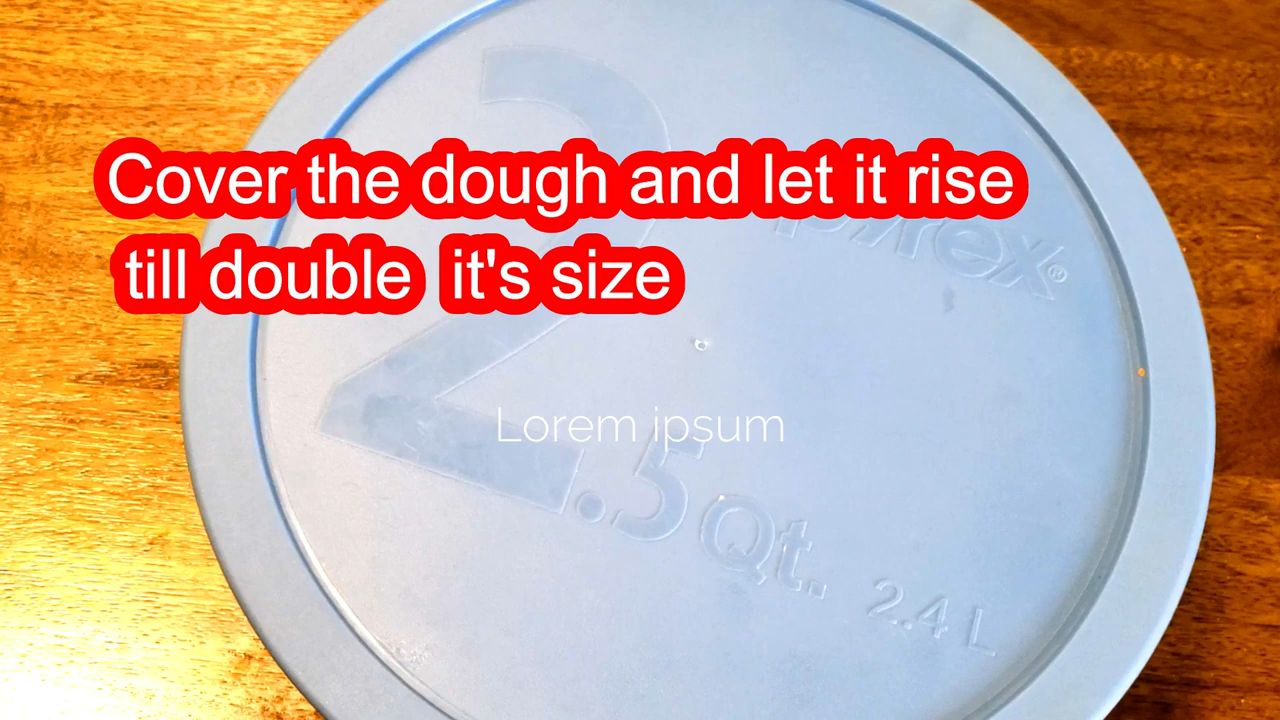 Cover the dough and let it rise
till double it's size
pyrex®
Lorem ipsum
2.5 Qt. 2.4 L